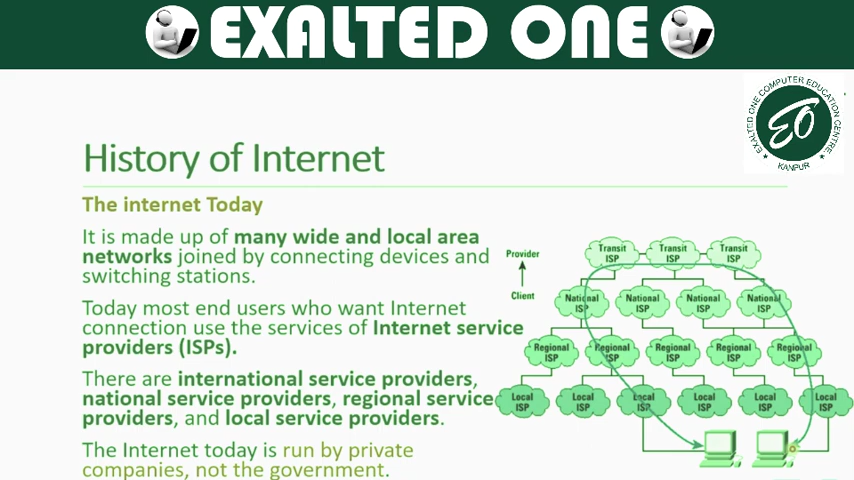 EXALTED ONE
EXALTED ONE COMPUTER EDUCATION CENTRE.
EO
KANPUR
History of Internet
The internet Today
It is made up of many wide and local area
networks joined by connecting devices and
switching stations.
Today most end users who want Internet
connection use the services of Internet service
providers (ISPs).
There are international service providers,
national service providers, regional service
providers, and local service providers.
The Internet today is run by private
companies, not the government.
Provider
Client
Transit ISP
Transit ISP
Transit ISP
National ISP
National ISP
National ISP
National ISP
Regional ISP
Regional ISP
Regional ISP
Regional ISP
Regional ISP
Local ISP
Local ISP
Local ISP
Local ISP
Local ISP
Local ISP